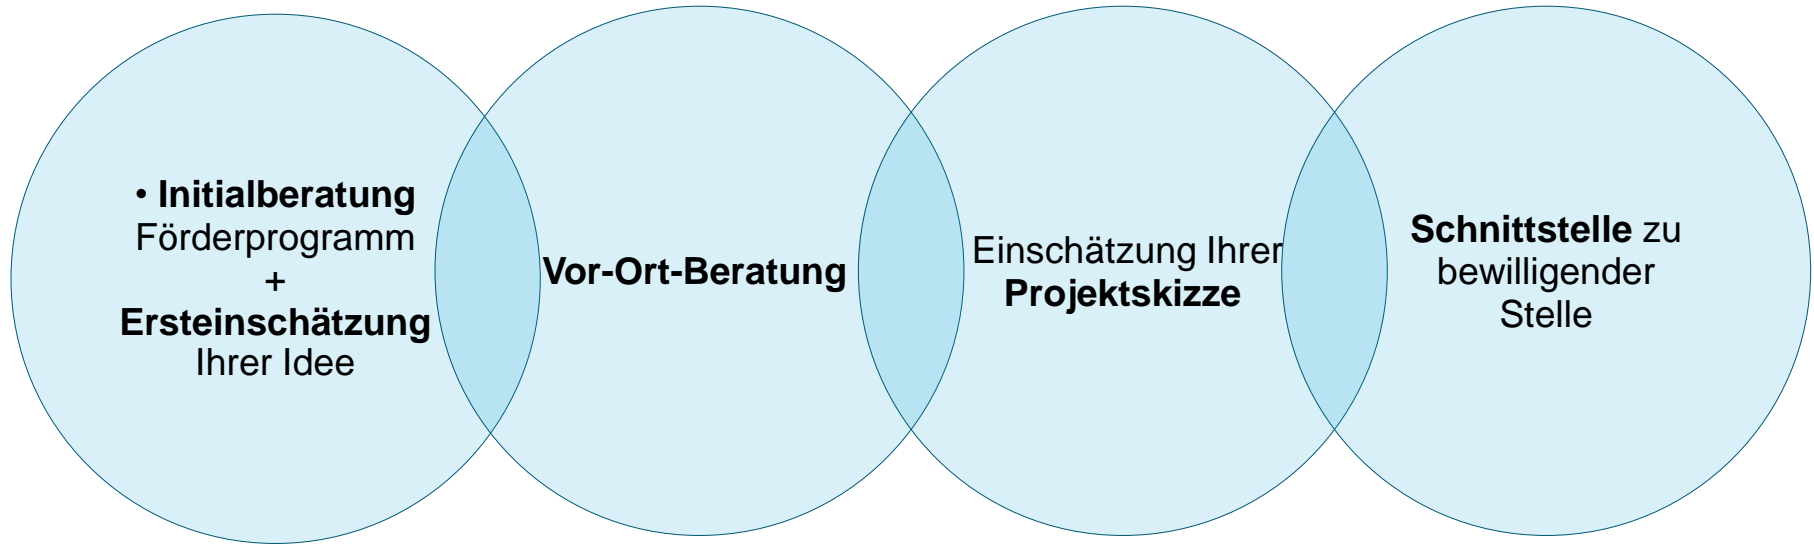 • Initialberatung
Förderprogramm
+
Ersteinschätzung
Ihrer Idee
Vor-Ort-Beratung
Einschätzung Ihrer
Projektskizze
Schnittstelle zu
bewilligender
Stelle